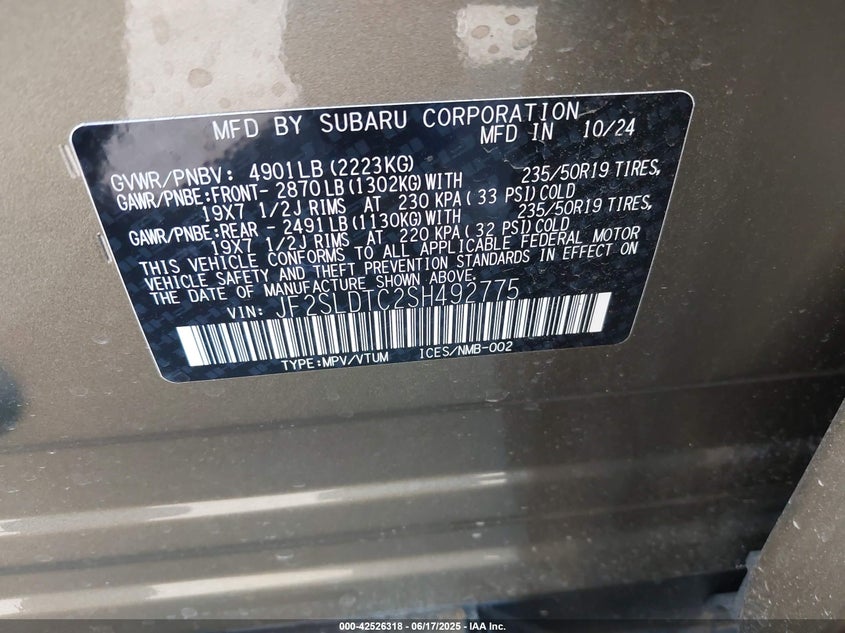 MFD BY SUBARU CORPORATION
MFD IN 10/24
GVWR/PNBV: 4901LB (2223KG)
GAWR/PNBE:FRONT- 2870LB (1302KG)WITH 235/50R19 TIRES,
19X7 1/2J RIMS AT 230 KPA( 33 PSI)COLD
GAWR/PNBE:REAR - 2491LB(1130KG)WITH 235/50R19 TIRES,
19X7 1/2J RIMS AT 220 KPA( 32 PSI)COLD
THIS VEHICLE CONFORMS TO ALL APPLICABLE FEDERAL MOTOR
VEHICLE SAFETY AND THEFT PREVENTION STANDARDS IN EFFECT ON
THE DATE OF MANUFACTURE SHOWN ABOVE.
VIN: JF2SLDTC2SH492775
TYPE:MPV/VTUM ICES/NMB-002
000-42526318 - 06/17/2025 - IAA Inc.